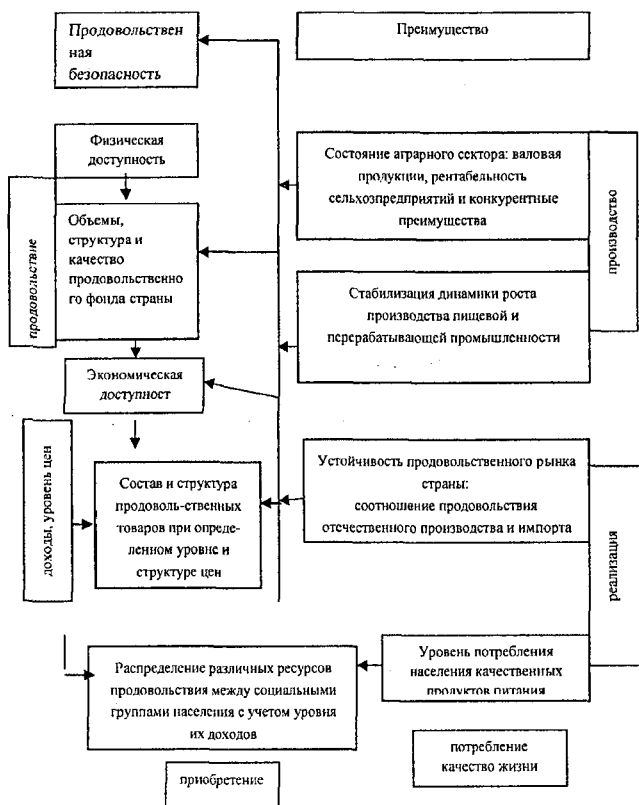 Продовольствен
ная
безопасность
Преимущество
Физическая
доступность
Состояние аграрного сектора: валовая
продукции, рентабельность
сельхозпредприятий и конкурентные
преимущества
производство
продовольствие
Объемы,
структура и
качество
продовольственно
го фонда страны
Стабилизация динамики роста
производства пищевой и
перерабатывающей промышленности
Экономическая
доступност
доходы, уровень цен
Состав и структура
продоволь-ственных
товаров при опреде-
ленном уровне и
структуре цен
Устойчивость продовольственного рынка
страны:
соотношение продовольствия
отечественного производства и импорта
реализация
Распределение различных ресурсов
продовольствия между социальными
группами населения с учетом уровня
их доходов
Уровень потребления
населения качественных
продуктов питания
приобретение
потребление
качество жизни